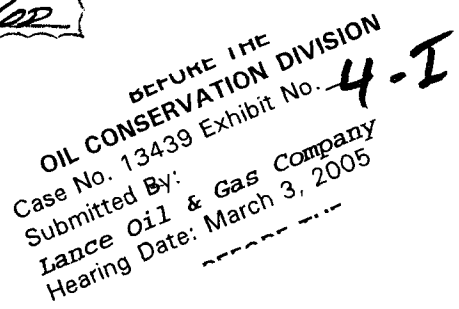 BEFORE THE
OIL CONSERVATION DIVISION
Case No. 13439 Exhibit No. 4-I
Submitted By:
Lance Oil & Gas Company
Hearing Date: March 3, 2005